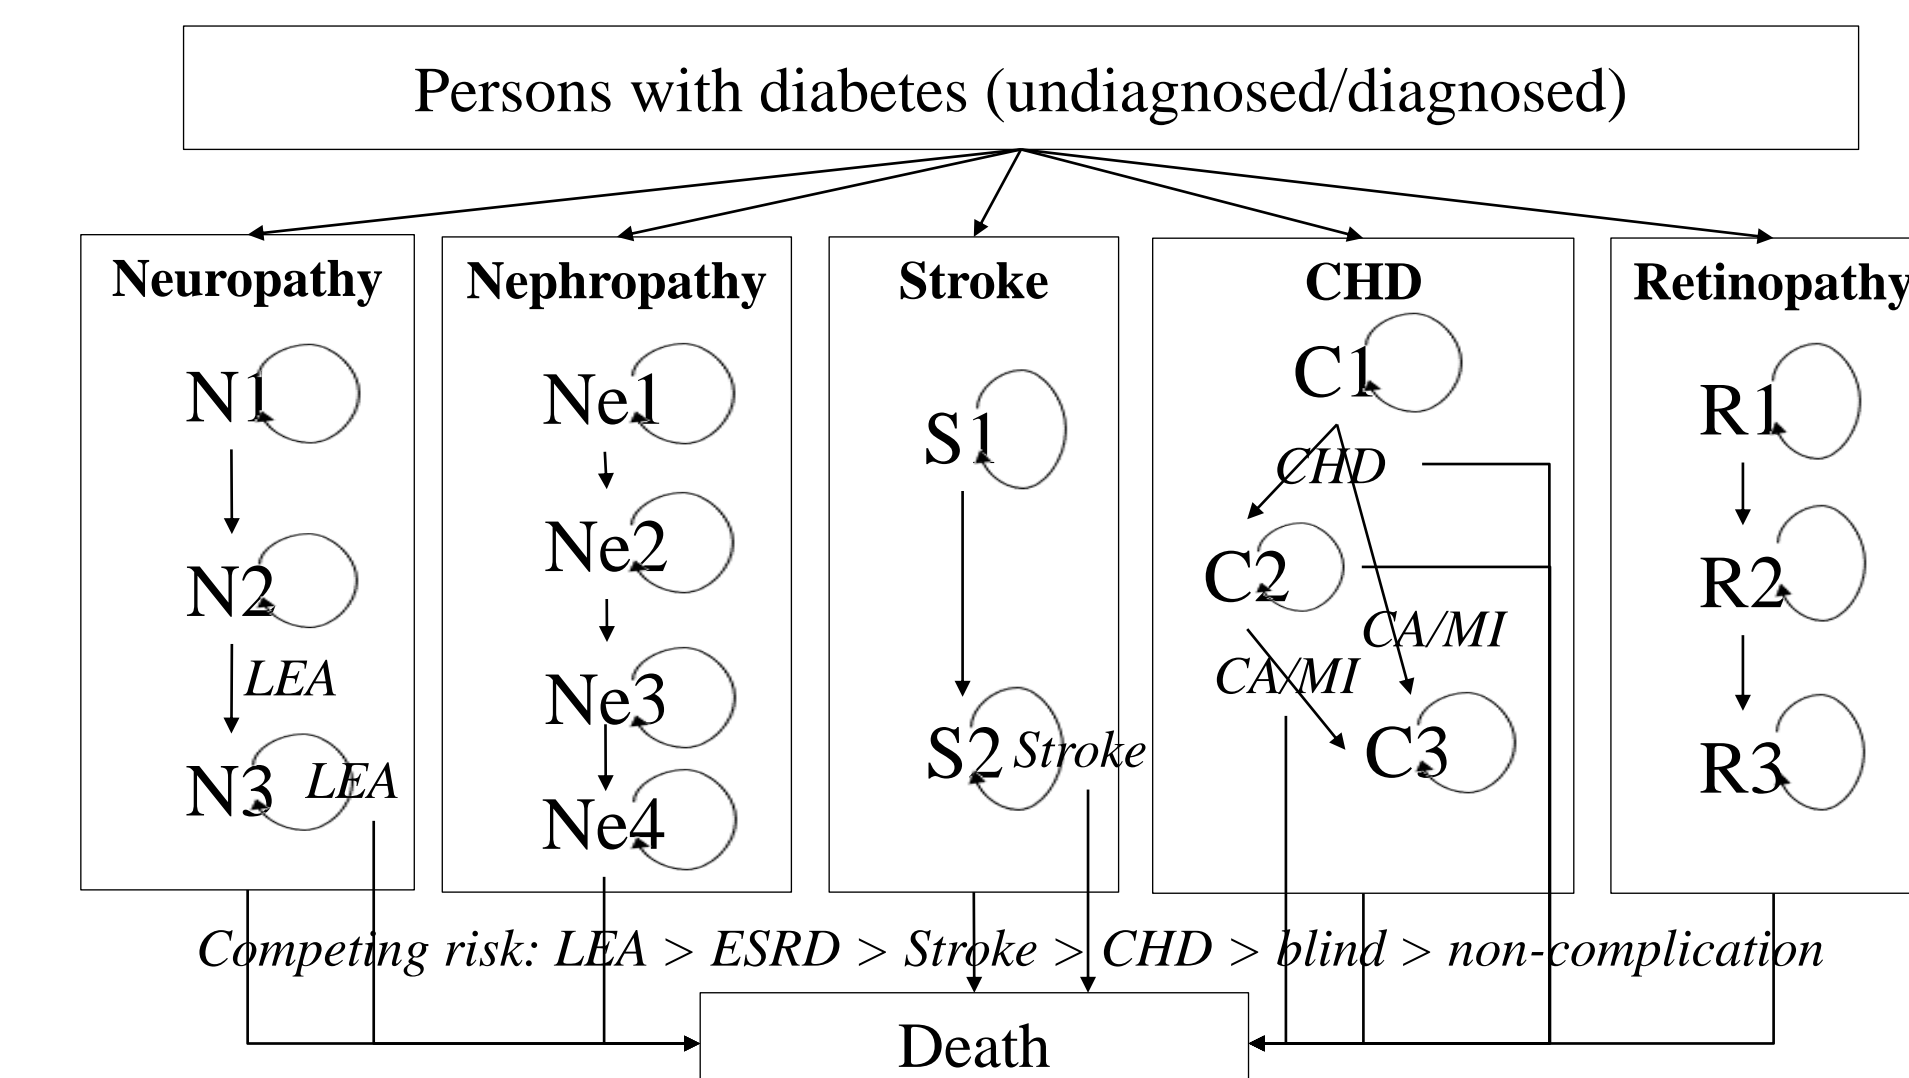 Persons with diabetes (undiagnosed/diagnosed)
Neuropathy
N1
N2
LEA
N3
LEA
Nephropathy
Ne1
Ne2
Ne3
Ne4
Stroke
S1
S2
Stroke
CHD
C1
CHD
C2
CA/MI
CA/MI
C3
Retinopathy
R1
R2
R3
Competing risk: LEA > ESRD > Stroke > CHD > blind > non-complication
Death